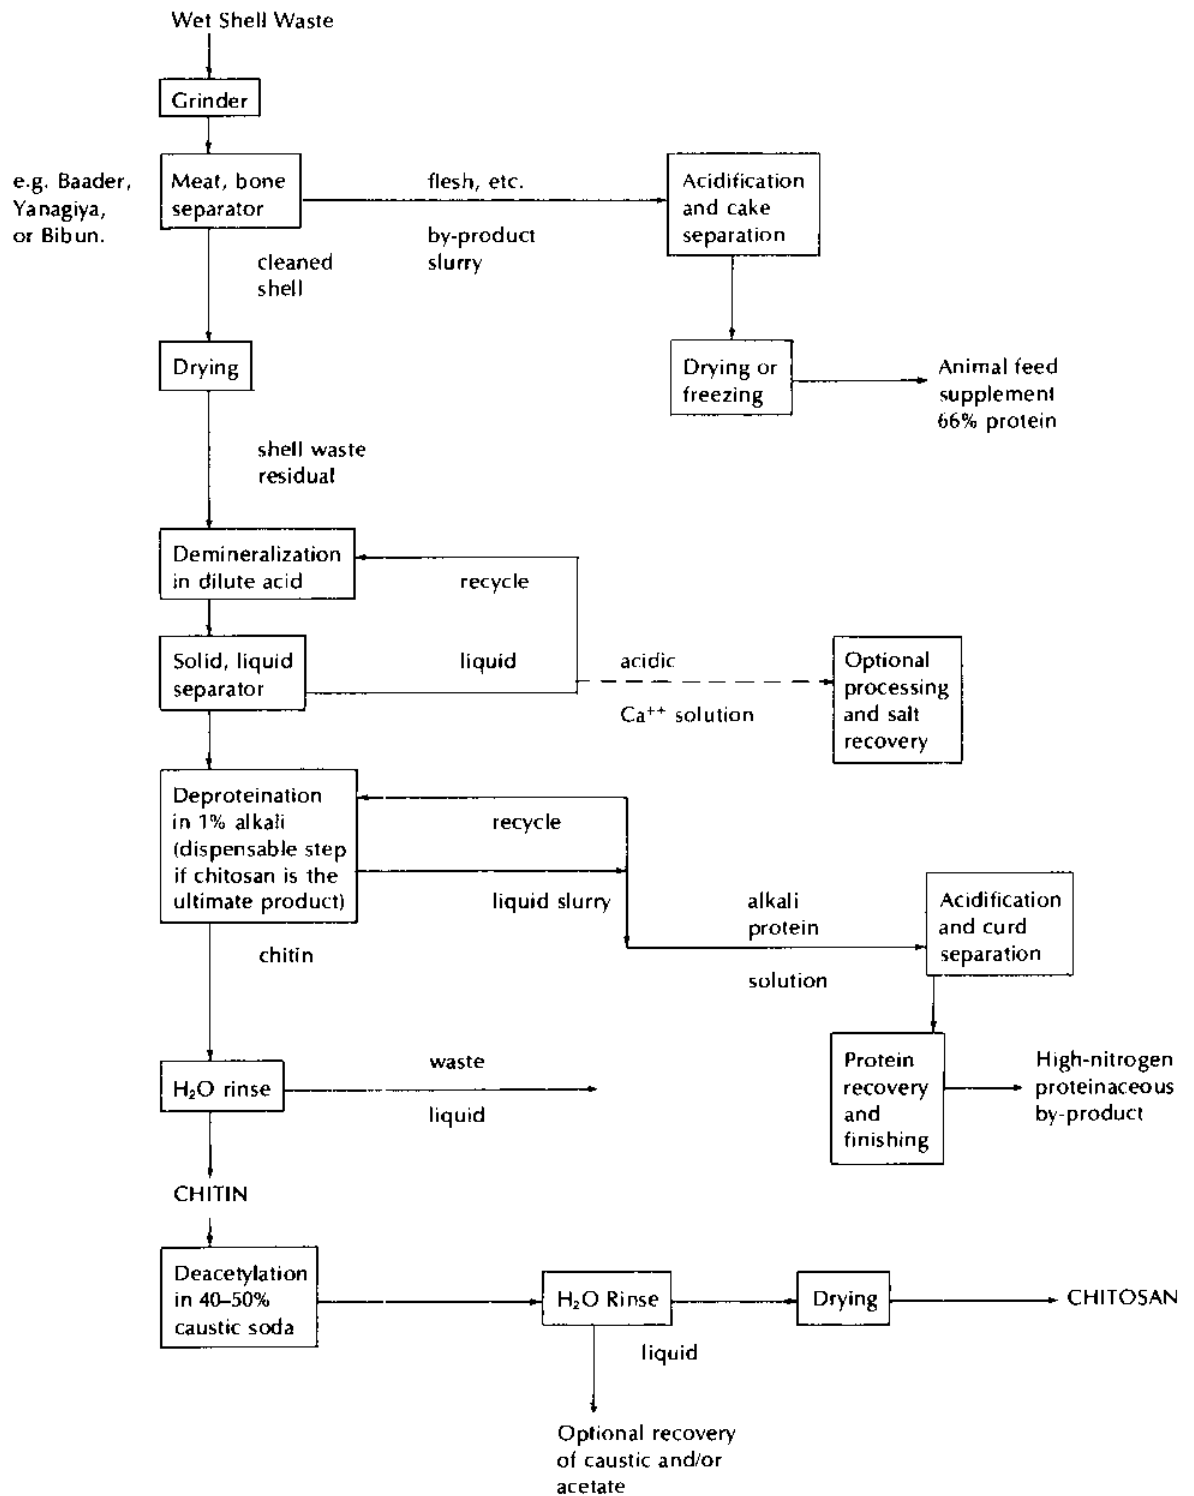 Wet Shell Waste
Grinder
e.g. Baader,
Yanagiya,
or Bibun.
Meat, bone
separator
flesh, etc.
by-product
slurry
Acidification
and cake
separation
cleaned
shell
Drying
Drying or
freezing
Animal feed
supplement
66% protein
shell waste
residual
Demineralization
in dilute acid
recycle
Solid, liquid
separator
liquid
acidic
Ca⁺⁺ solution
Optional
processing
and salt
recovery
Deproteination
in 1% alkali
(dispensable step
if chitosan is the
ultimate product)
recycle
liquid slurry
alkali
protein
solution
Acidification
and curd
separation
chitin
H₂O rinse
waste
liquid
Protein
recovery
and
finishing
High-nitrogen
proteinaceous
by-product
CHITIN
Deacetylation
in 40–50%
caustic soda
H₂O Rinse
Drying
CHITOSAN
liquid
Optional recovery
of caustic and/or
acetate